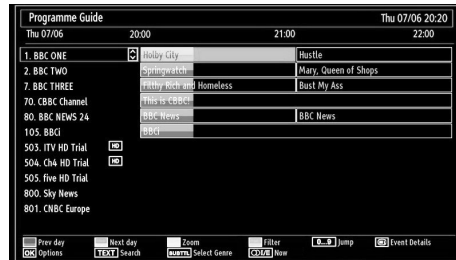 Programme Guide Thu 07/06 20:20
Thu 07/06 20:00 21:00 22:00
1. BBC ONE Holby City Hustle
2. BBC TWO Springwatch Mary, Queen of Shops
7. BBC THREE Filthy Rich and Homeless Bust My Ass
70. CBBC Channel This is CBBC!
80. BBC NEWS 24 BBC News BBC News
105. BBCi BBCi
503. ITV HD Trial HD
504. Ch4 HD Trial HD
505. five HD Trial
800. Sky News
801. CNBC Europe
Prev day Next day Zoom Filter 0...9 Jump Event Details
OK Options TEXT Search SUBTTL Select Genre I/II Now